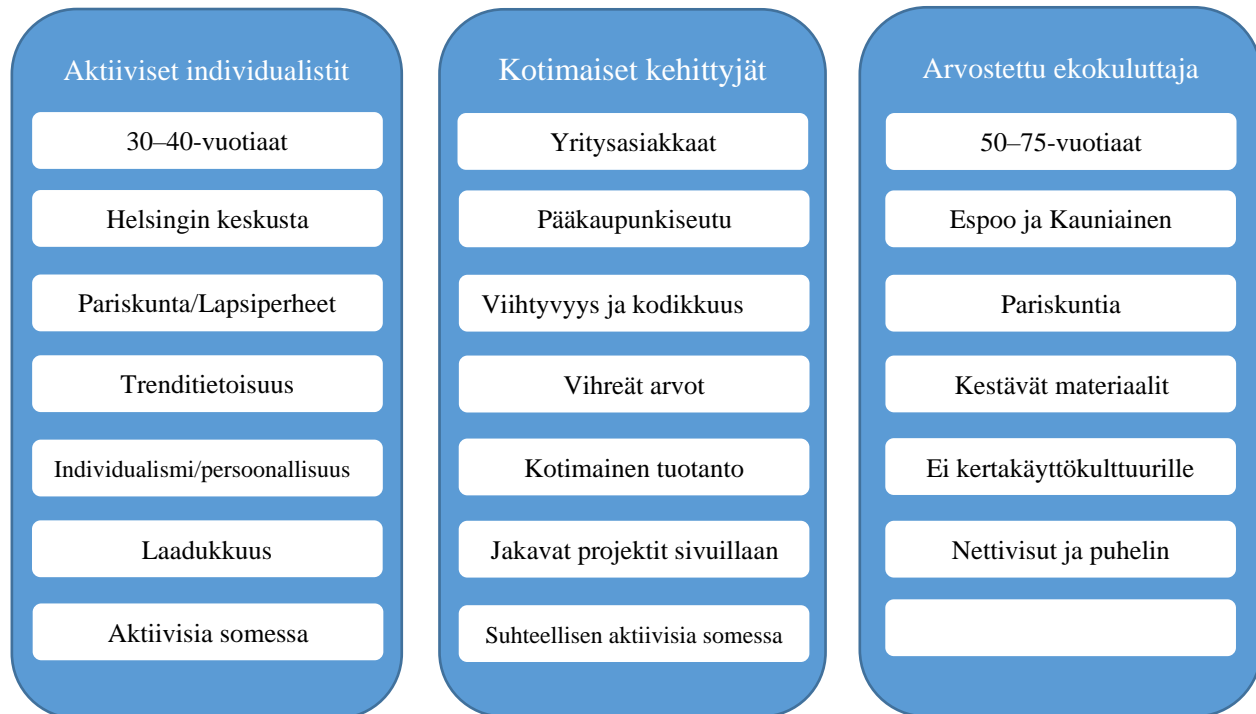 Aktiiviset individualistit
30–40-vuotiaat
Helsingin keskusta
Pariskunta/Lapsiperheet
Trenditietoisuus
Individualismi/persoonallisuus
Laadukkuus
Aktiivisia somessa
Kotimaiset kehittyjät
Yritysasiakkaat
Pääkaupunkiseutu
Viihtyvyys ja kodikkuus
Vihreät arvot
Kotimainen tuotanto
Jakavat projektit sivuillaan
Suhteellisen aktiivisia somessa
Arvostettu ekokuluttaja
50–75-vuotiaat
Espoo ja Kauniainen
Pariskuntia
Kestävät materiaalit
Ei kertakäyttökulttuurille
Nettivisut ja puhelin